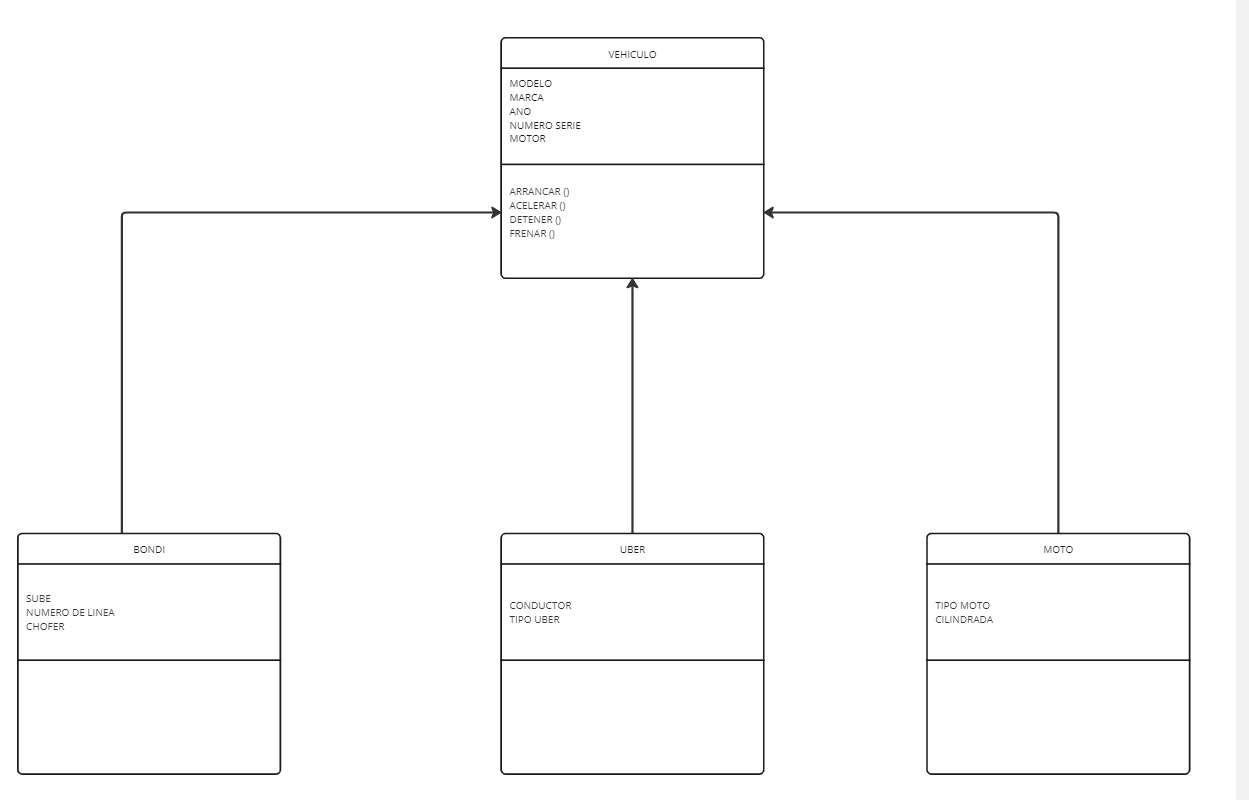 VEHICULO
MODELO
MARCA
ANO
NUMERO SERIE
MOTOR
ARRANCAR ()
ACELERAR ()
DETENER ()
FRENAR ()
BONDI
SUBE
NUMERO DE LINEA
CHOFER
UBER
CONDUCTOR
TIPO UBER
MOTO
TIPO MOTO
CILINDRADA